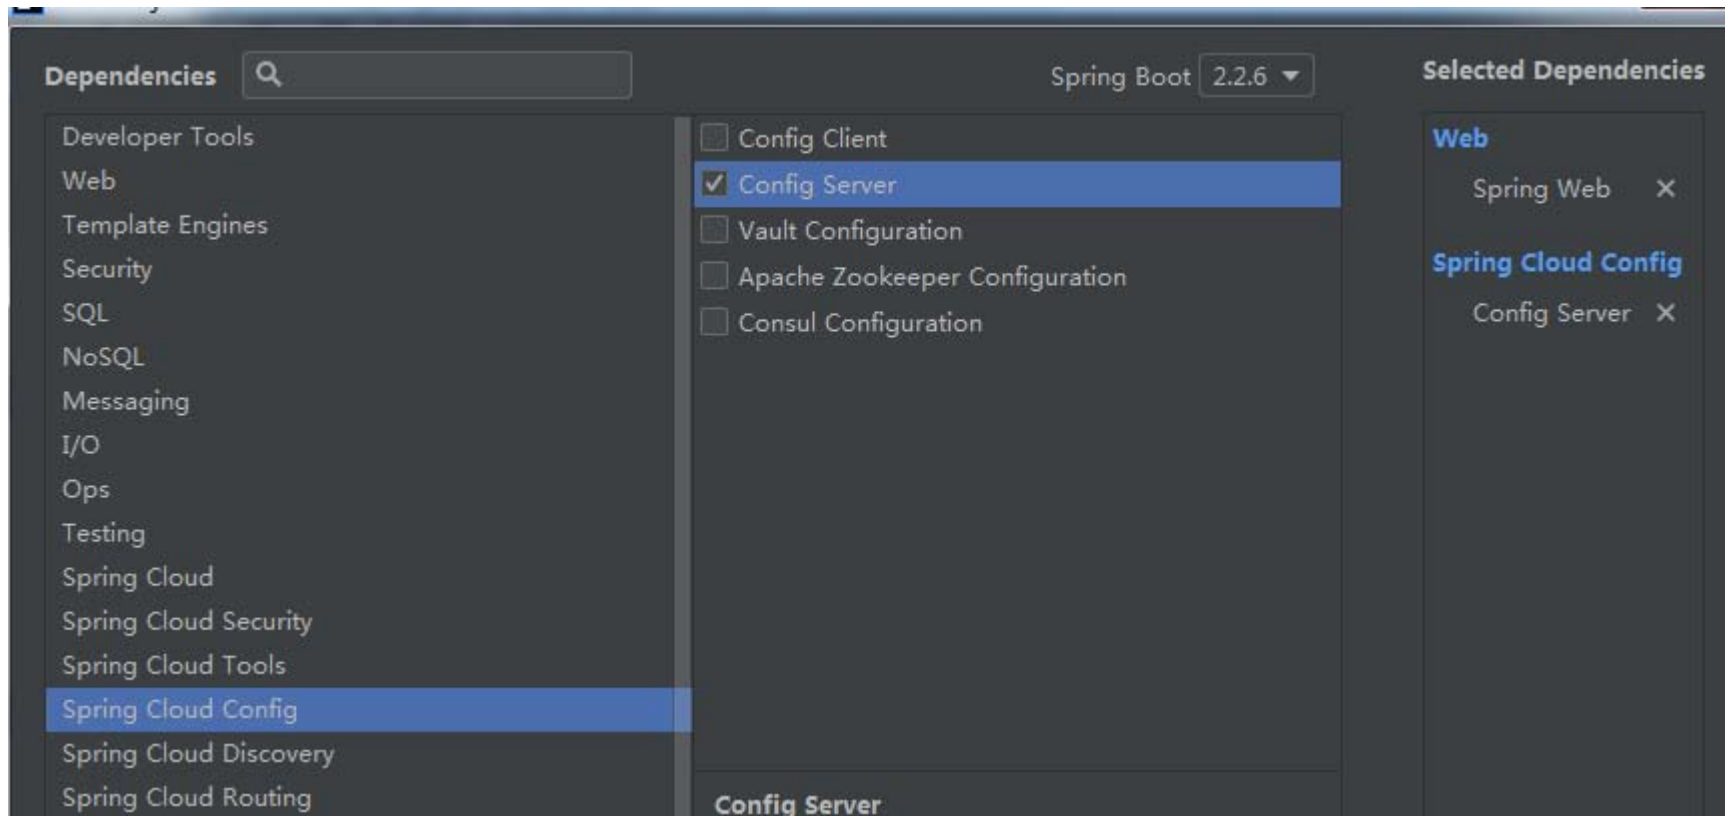 Dependencies
Spring Boot 2.2.6
Selected Dependencies
Developer Tools
Web
Template Engines
Security
SQL
NoSQL
Messaging
I/O
Ops
Testing
Spring Cloud
Spring Cloud Security
Spring Cloud Tools
Spring Cloud Config
Spring Cloud Discovery
Spring Cloud Routing
Config Client
Config Server
Vault Configuration
Apache Zookeeper Configuration
Consul Configuration
Config Server
Web
Spring Web
Spring Cloud Config
Config Server